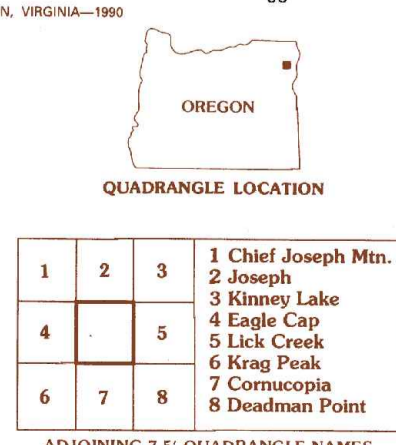 N, VIRGINIA—1990
OREGON
QUADRANGLE LOCATION
1 2 3
4 5
6 7 8
1 Chief Joseph Mtn.
2 Joseph
3 Kinney Lake
4 Eagle Cap
5 Lick Creek
6 Krag Peak
7 Cornucopia
8 Deadman Point
ADJOINING 7.5' QUADRANGLE NAMES